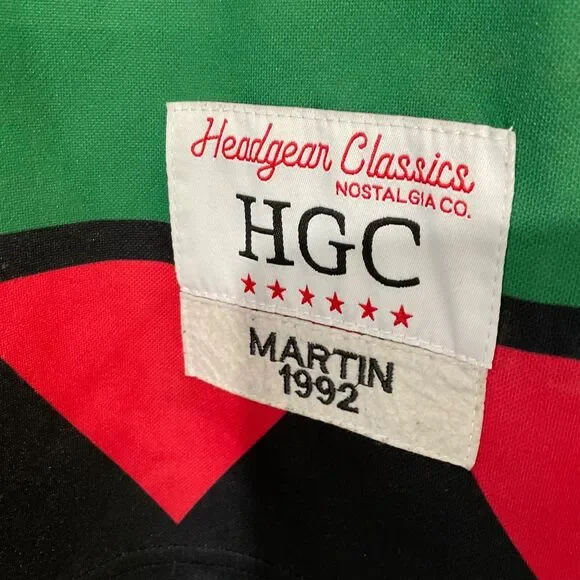 Headgear Classics
NOSTALGIA CO.
HGC
MARTIN
1992